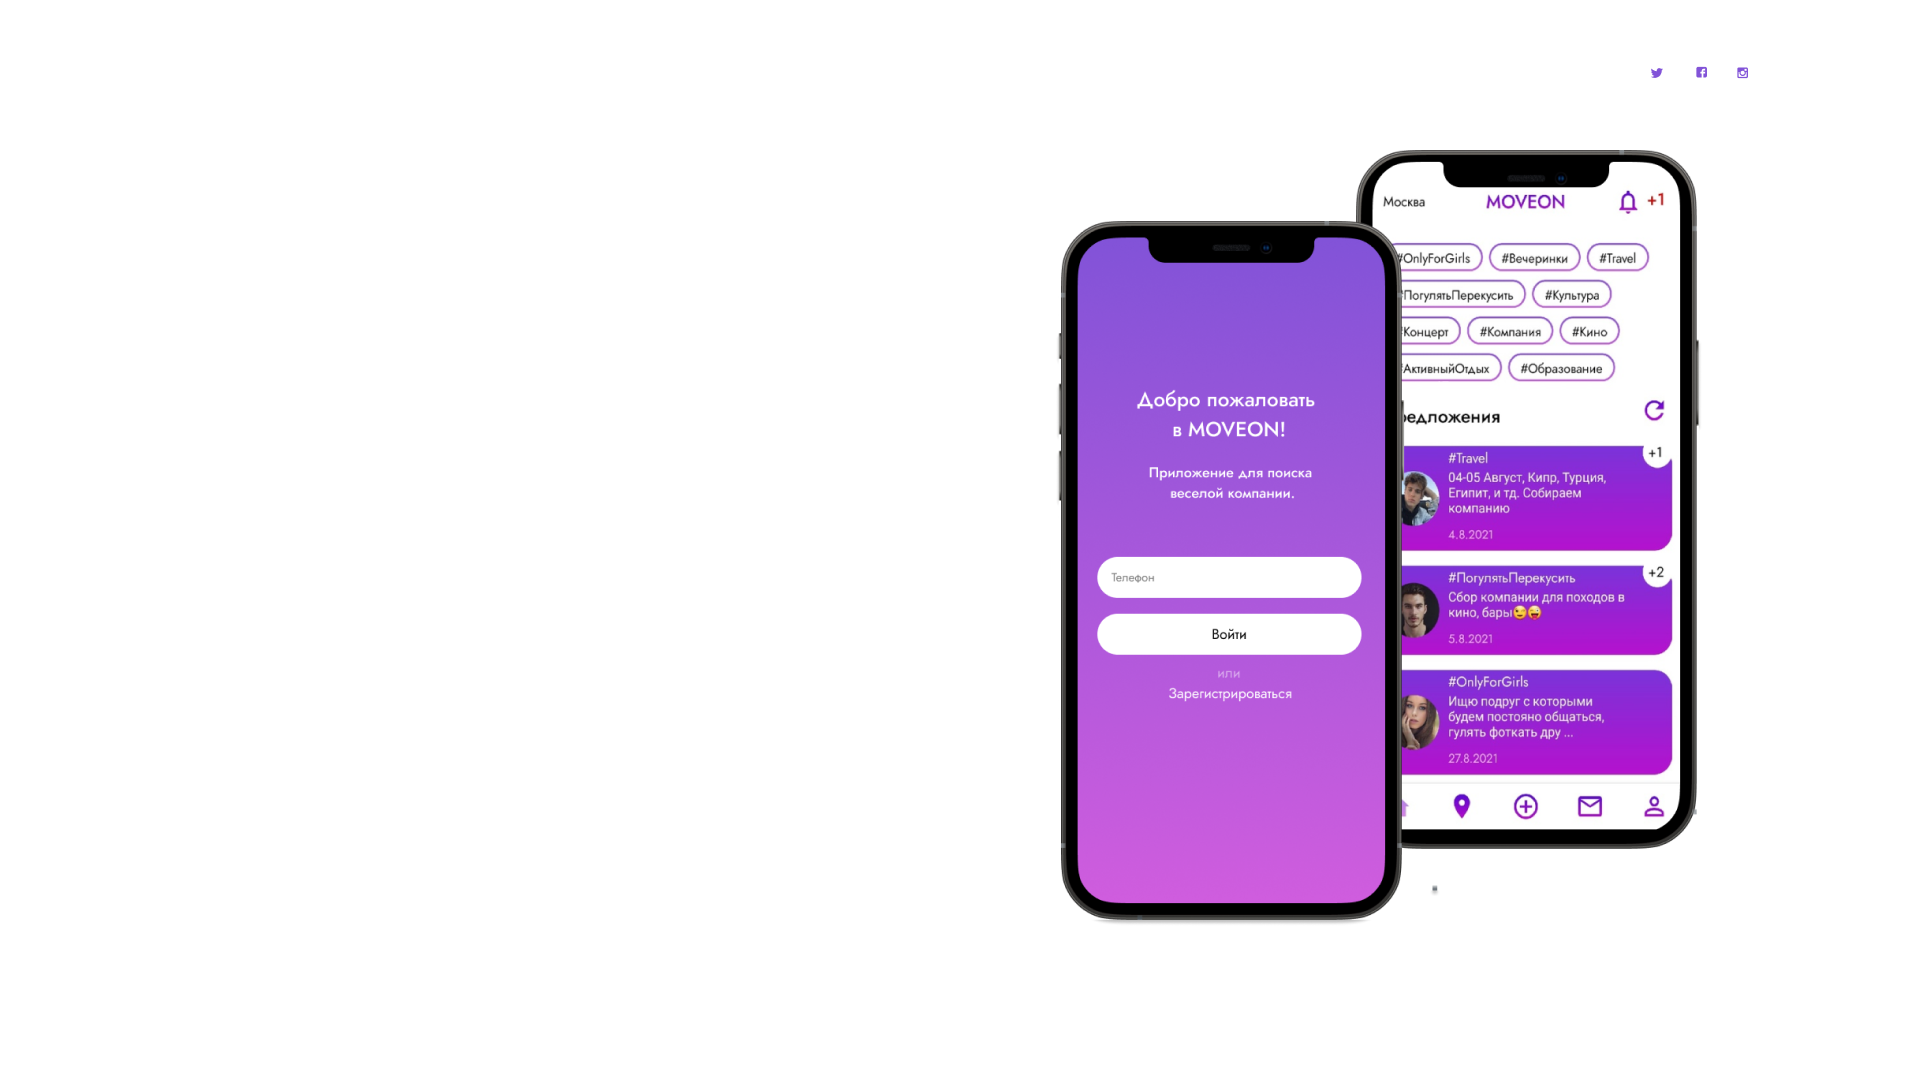 Добро пожаловать
в MOVEON!
Приложение для поиска
веселой компании.
Телефон
Войти
или
Зарегистрироваться
Москва
MOVEON
+1
#OnlyForGirls
#Вечеринки
#Travel
#ПогулятьПерекусить
#Культура
#Концерт
#Компания
#Кино
#АктивныйОтдых
#Образование
едложения
+1
#Travel
04-05 Август, Кипр, Турция,
Египет, и тд. Собираем
компанию
4.8.2021
+2
#ПогулятьПерекусить
Сбор компании для походов в
кино, бары😉😜
5.8.2021
#OnlyForGirls
Ищю подруг с которыми
будем постояно общаться,
гулять фоткать дру ...
27.8.2021